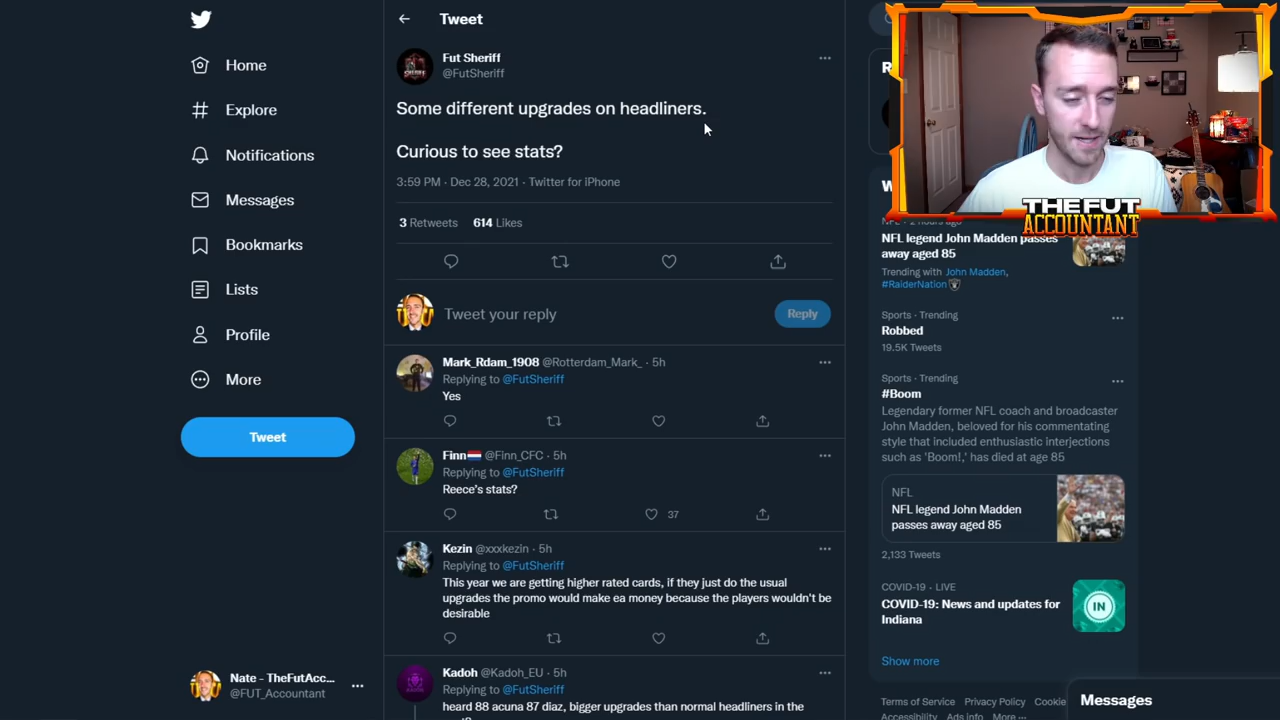 Tweet
Home
Explore
Notifications
Messages
Bookmarks
Lists
Profile
More
Tweet
Nate - TheFutAcc...
@FUT_Accountant
Fut Sheriff
@FutSheriff
Some different upgrades on headliners.
Curious to see stats?
3:59 PM · Dec 28, 2021 · Twitter for iPhone
3 Retweets 614 Likes
Tweet your reply
Reply
Mark_Rdam_1908 @Rotterdam_Mark_ · 5h
Replying to @FutSheriff
Yes
Finn @Finn_CFC · 5h
Replying to @FutSheriff
Reece's stats?
37
Kezin @xxxkezin · 5h
Replying to @FutSheriff
This year we are getting higher rated cards, if they just do the usual
upgrades the promo would make ea money because the players wouldn't be
desirable
Kadoh @Kadoh_EU · 5h
Replying to @FutSheriff
heard 88 acuna 87 diaz, bigger upgrades than normal headliners in the
THE FUT
ACCOUNTANT
NFL legend John Madden passes
away aged 85
Trending with John Madden,
#RaiderNation
Sports · Trending
Robbed
19.5K Tweets
Sports · Trending
#Boom
Legendary former NFL coach and broadcaster
John Madden, beloved for his commentating
style that included enthusiastic interjections
such as 'Boom!,' has died at age 85
NFL
NFL legend John Madden
passes away aged 85
2,133 Tweets
COVID-19 · LIVE
COVID-19: News and updates for
Indiana
IN
Show more
Terms of Service Privacy Policy Cookie
Accessibility Ads info More ···
Messages